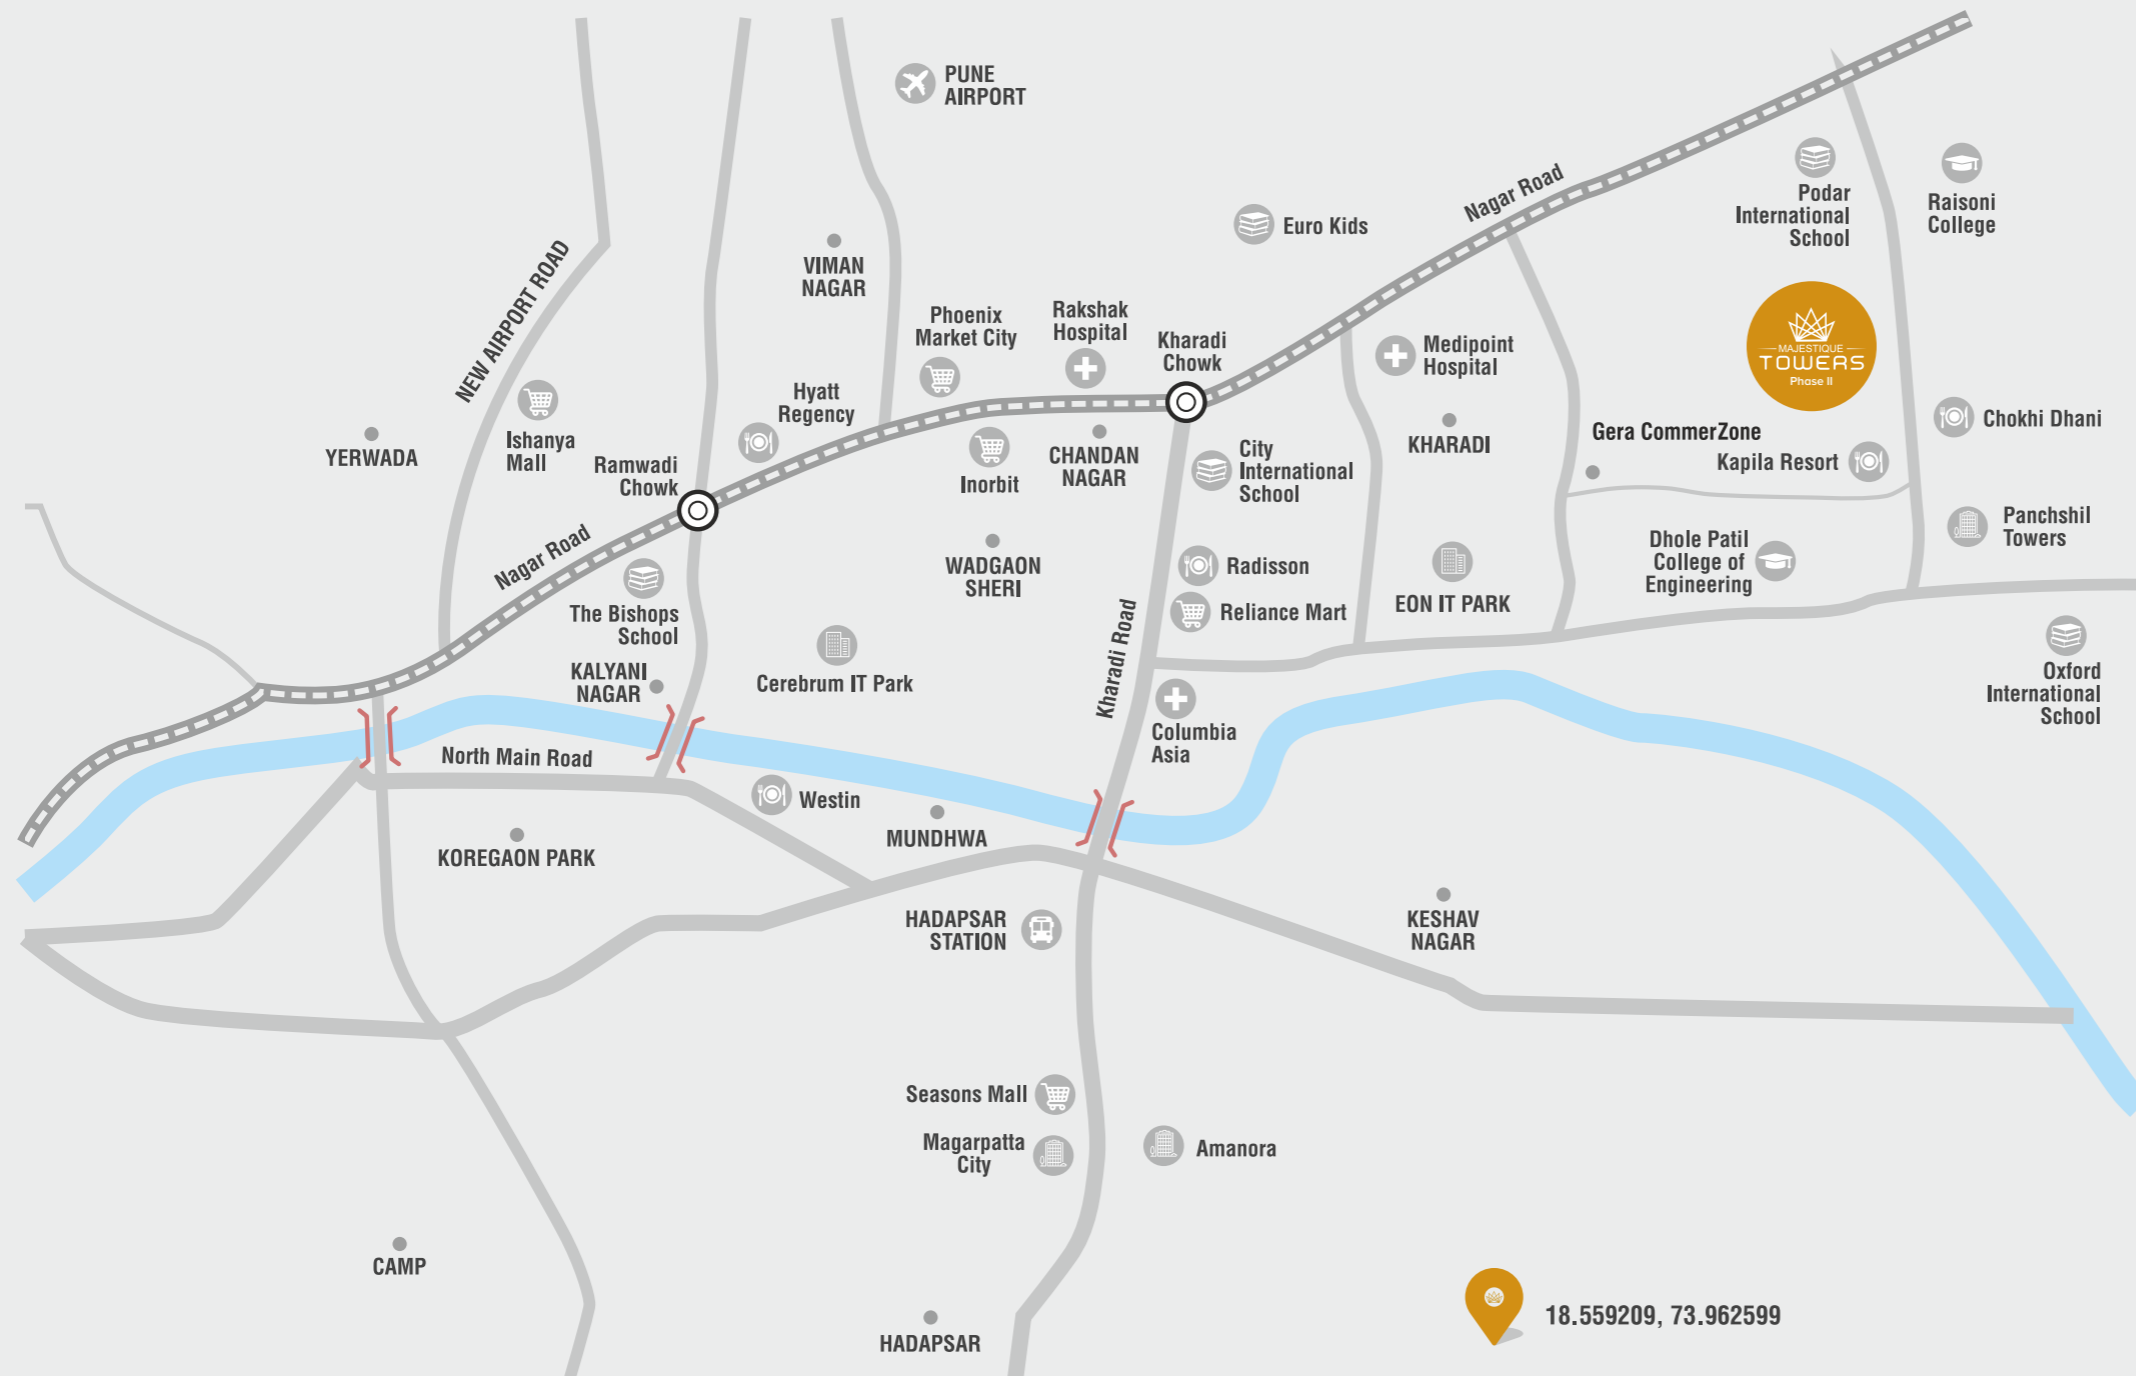 PUNE
AIRPORT
Nagar Road
Podar
International
School
Raisoni
College
Euro Kids
VIMAN
NAGAR
NEW AIRPORT ROAD
Phoenix
Market City
Rakshak
Hospital
Kharadi
Chowk
Medipoint
Hospital
MAJESTIQUE
TOWERS
Phase II
Hyatt
Regency
Ishanya
Mall
YERWADA
Ramwadi
Chowk
Inorbit
CHANDAN
NAGAR
City
International
School
KHARADI
Gera CommerZone
Kapila Resort
Chokhi Dhani
Panchshil
Towers
Nagar Road
WADGAON
SHERI
Radisson
Reliance Mart
EON IT PARK
Dhole Patil
College of
Engineering
The Bishops
School
KALYANI
NAGAR
Cerebrum IT Park
Kharadi Road
Columbia
Asia
Oxford
International
School
North Main Road
Westin
MUNDHWA
KOREGAON PARK
HADAPSAR
STATION
KESHAV
NAGAR
Seasons Mall
Magarpatta
City
Amanora
CAMP
HADAPSAR
18.559209, 73.962599